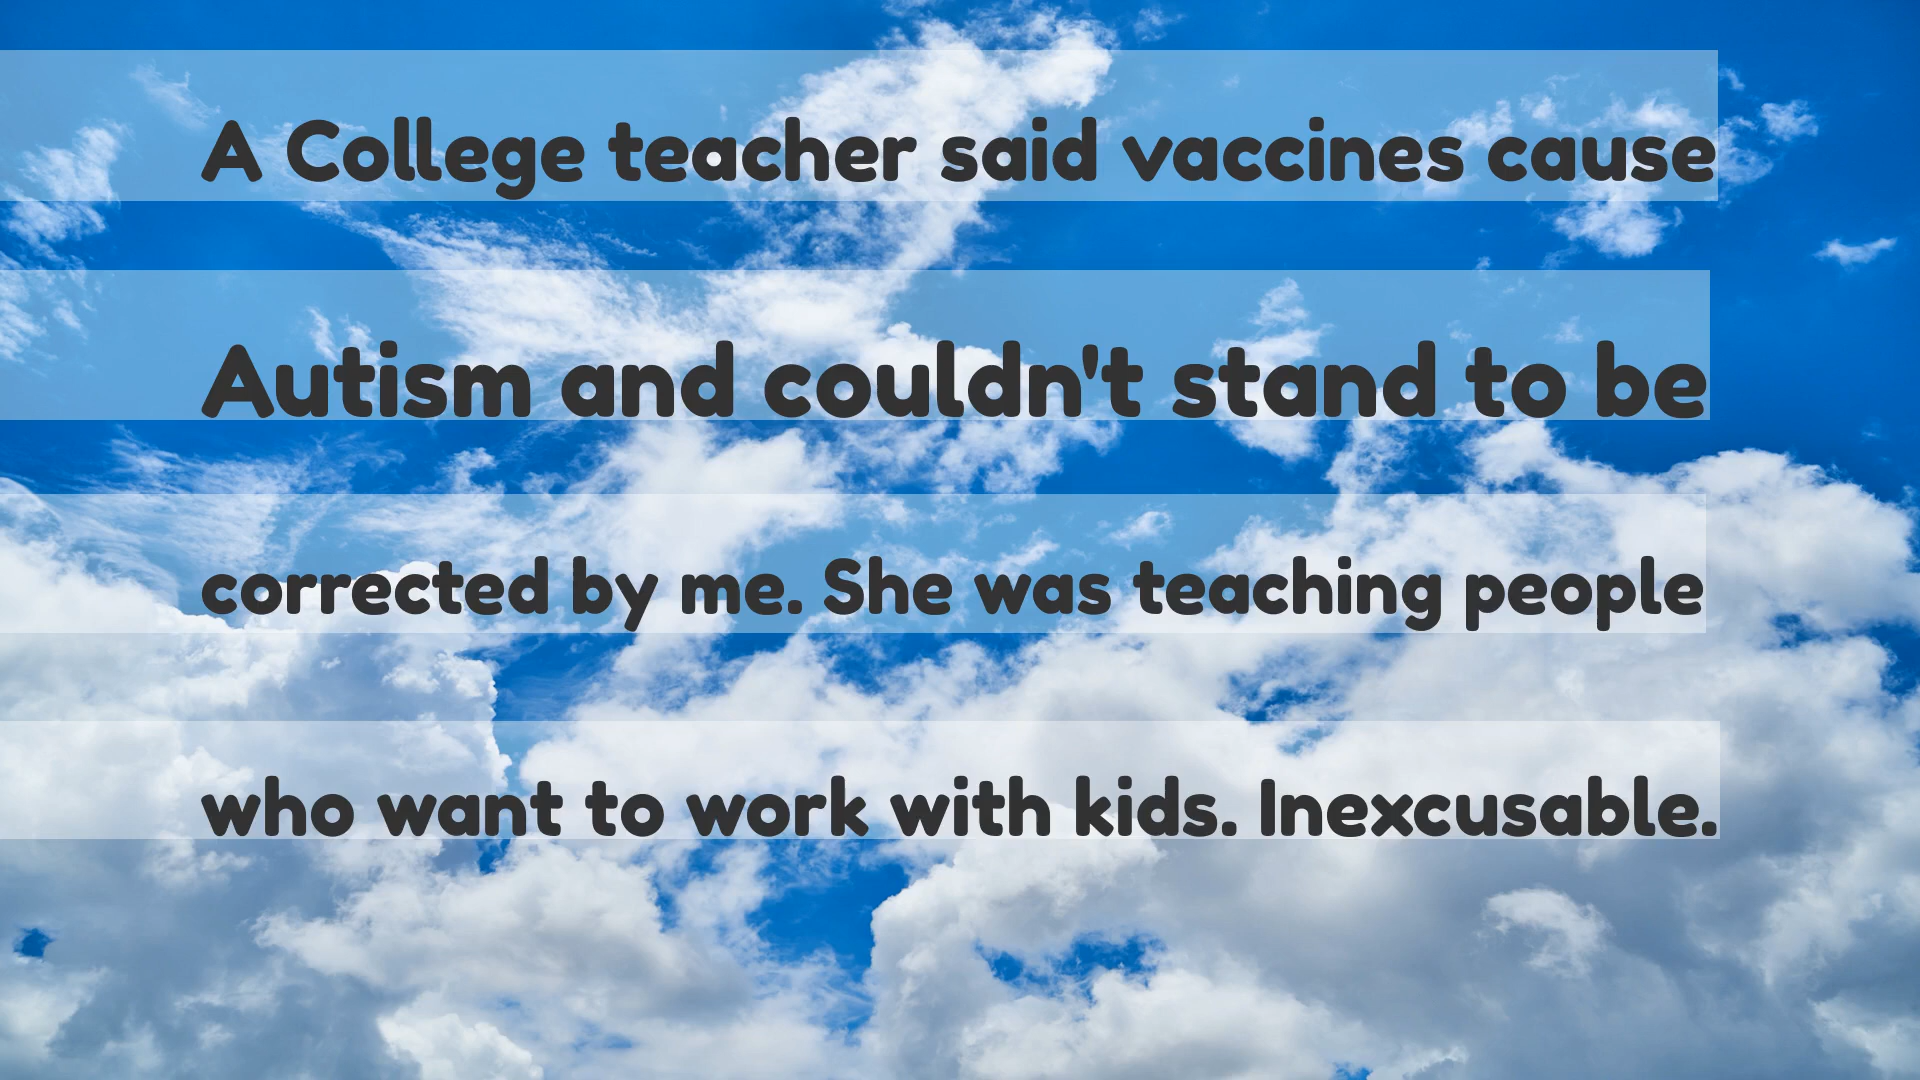 A College teacher said vaccines cause
Autism and couldn't stand to be
corrected by me. She was teaching people
who want to work with kids. Inexcusable.